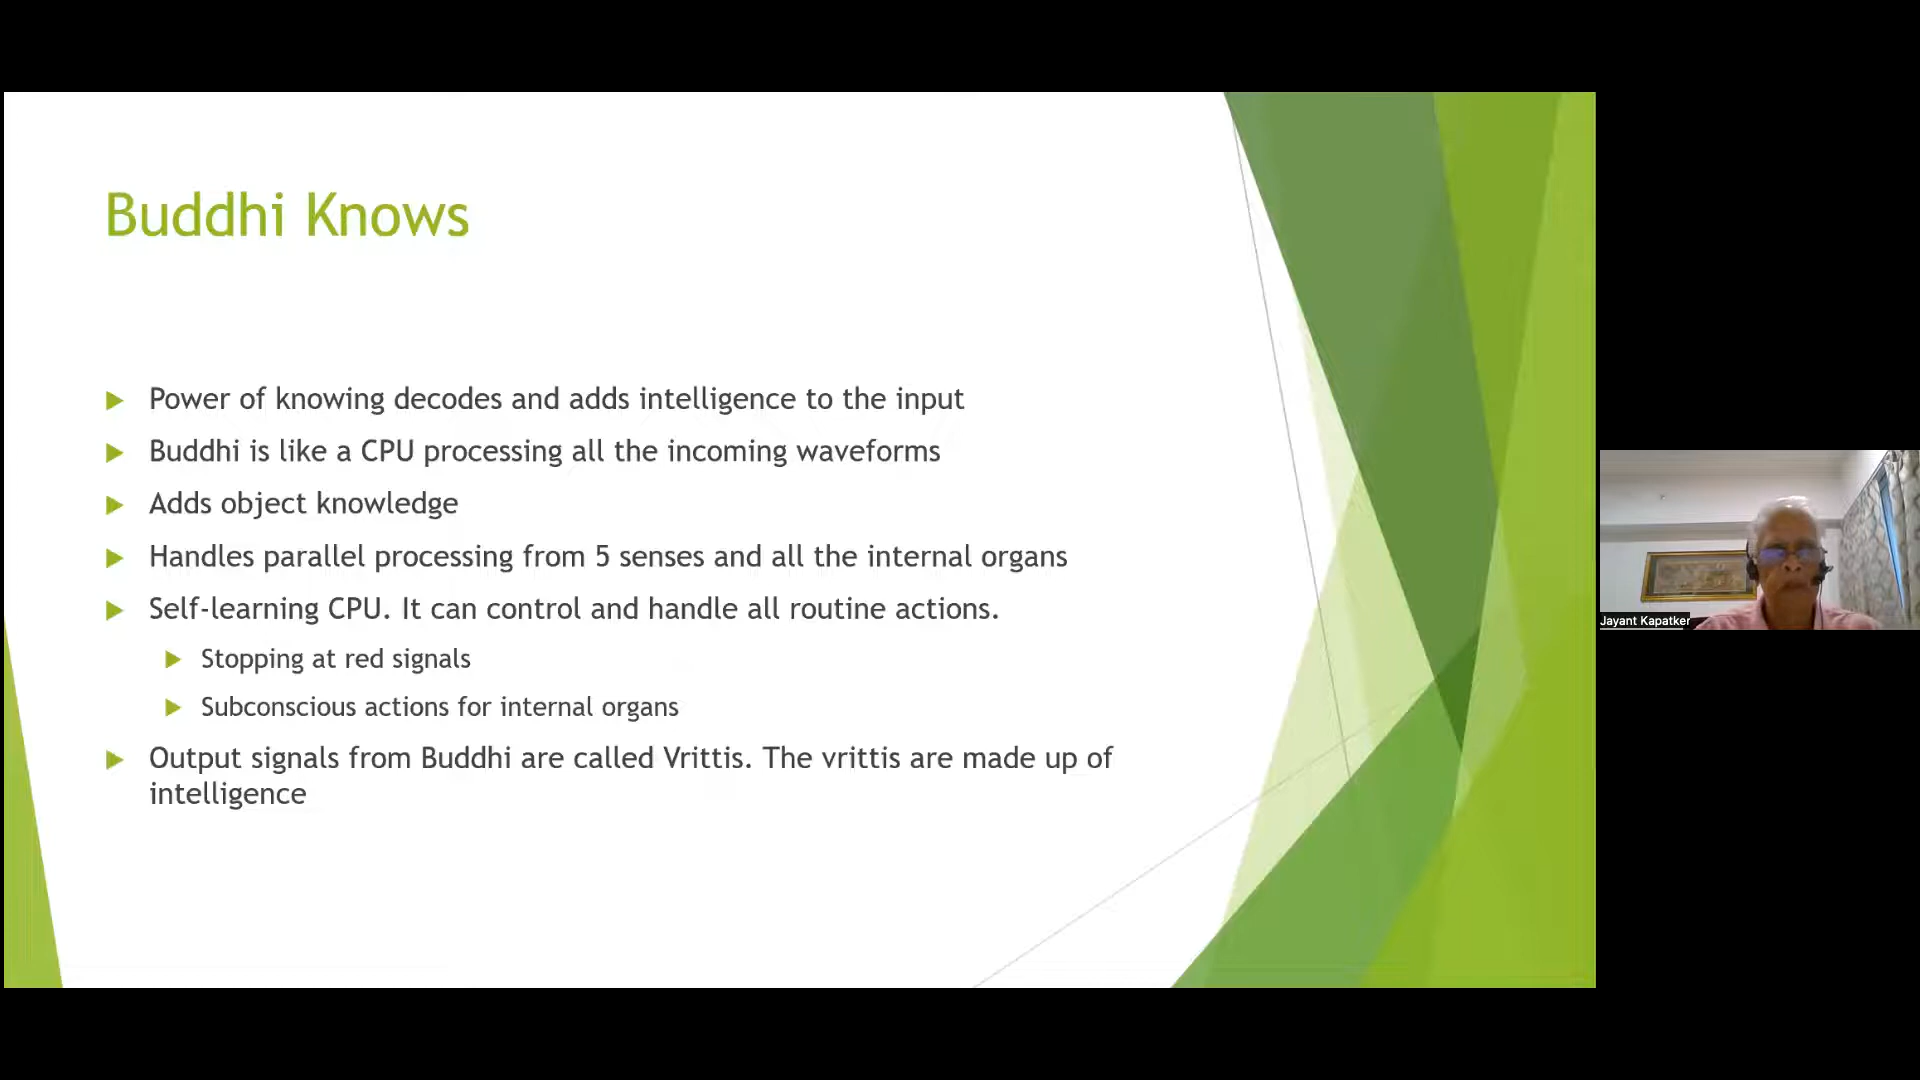 Buddhi Knows
Power of knowing decodes and adds intelligence to the input
Buddhi is like a CPU processing all the incoming waveforms
Adds object knowledge
Handles parallel processing from 5 senses and all the internal organs
Self-learning CPU. It can control and handle all routine actions.
Stopping at red signals
Subconscious actions for internal organs
Output signals from Buddhi are called Vrittis. The vrittis are made up of
intelligence
Jayant Kapatker